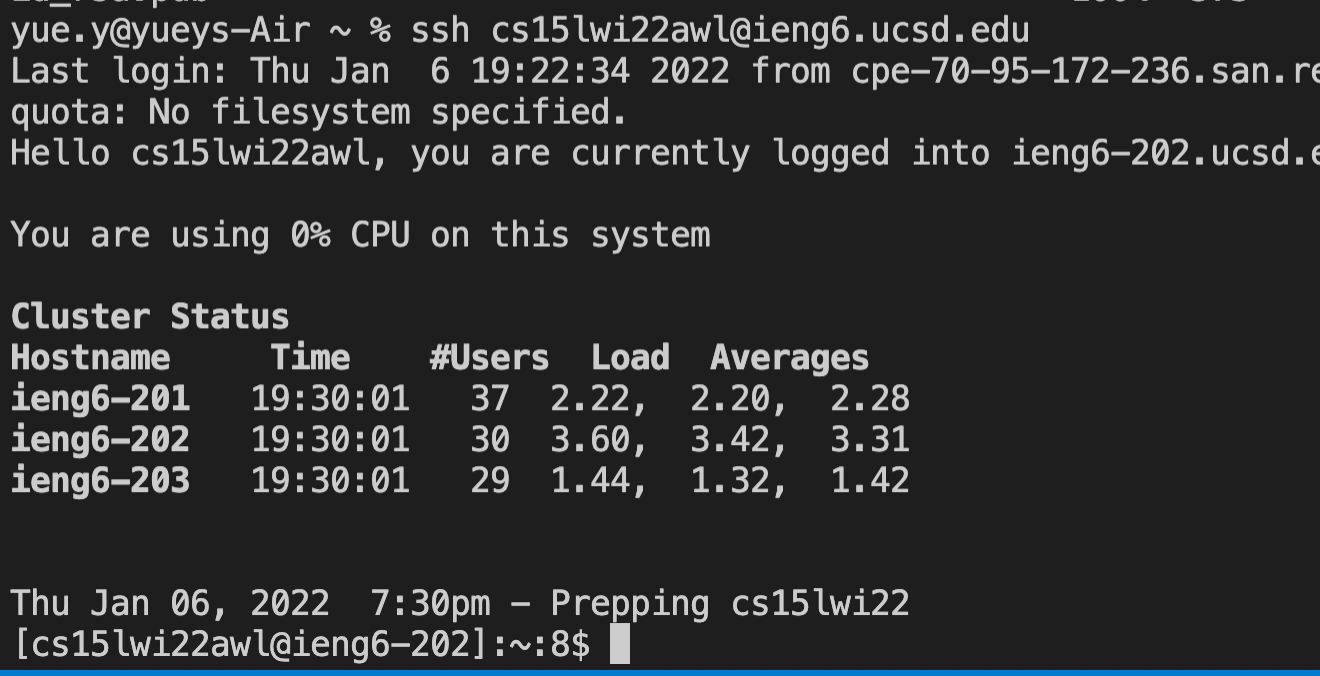 yue.y@yueys-Air ~ % ssh cs15lwi22awl@ieng6.ucsd.edu
Last login: Thu Jan  6 19:22:34 2022 from cpe-70-95-172-236.san.re
quota: No filesystem specified.
Hello cs15lwi22awl, you are currently logged into ieng6-202.ucsd.e
You are using 0% CPU on this system
Cluster Status
Hostname     Time    #Users  Load  Averages
ieng6-201   19:30:01   37  2.22,  2.20,  2.28
ieng6-202   19:30:01   30  3.60,  3.42,  3.31
ieng6-203   19:30:01   29  1.44,  1.32,  1.42
Thu Jan 06, 2022  7:30pm - Prepping cs15lwi22
[cs15lwi22awl@ieng6-202]:~:8$